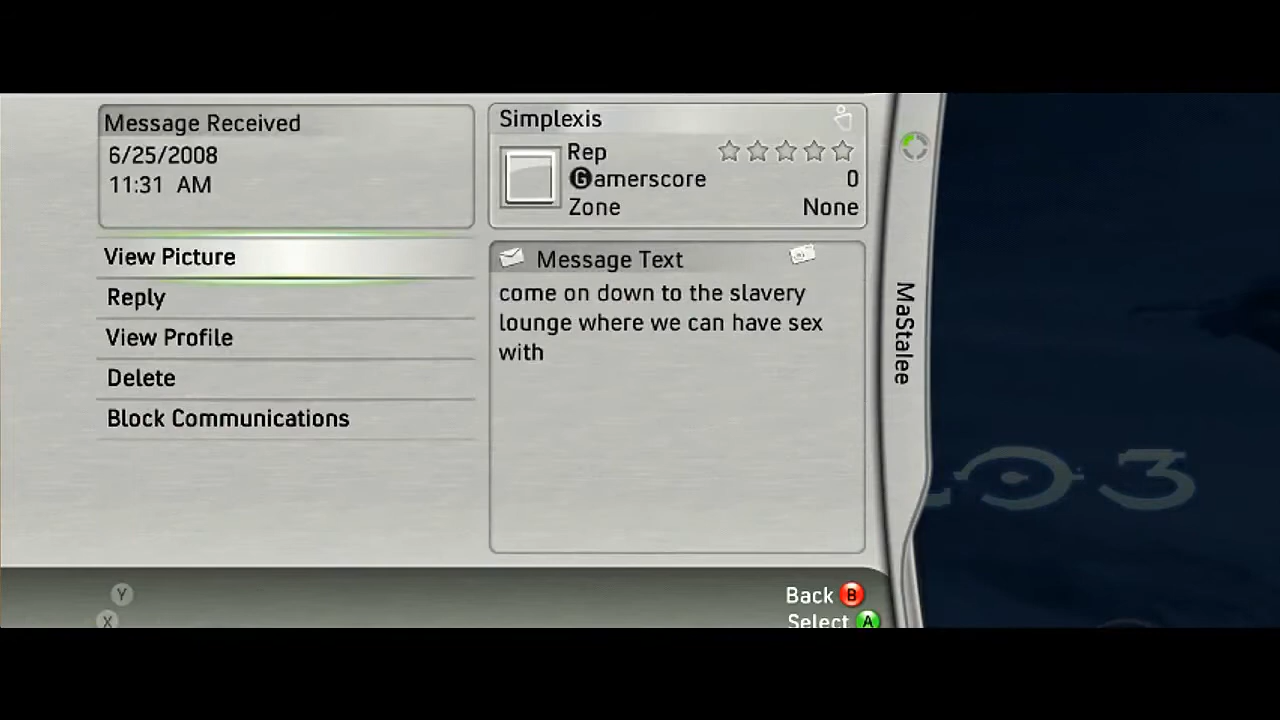 Message Received
6/25/2008
11:31 AM
View Picture
Reply
View Profile
Delete
Block Communications
Simplexis
Rep
Gamerscore 0
Zone None
Message Text
come on down to the slavery
lounge where we can have sex
with
MaStalee
LO 3
Y
X
Back B
Select A